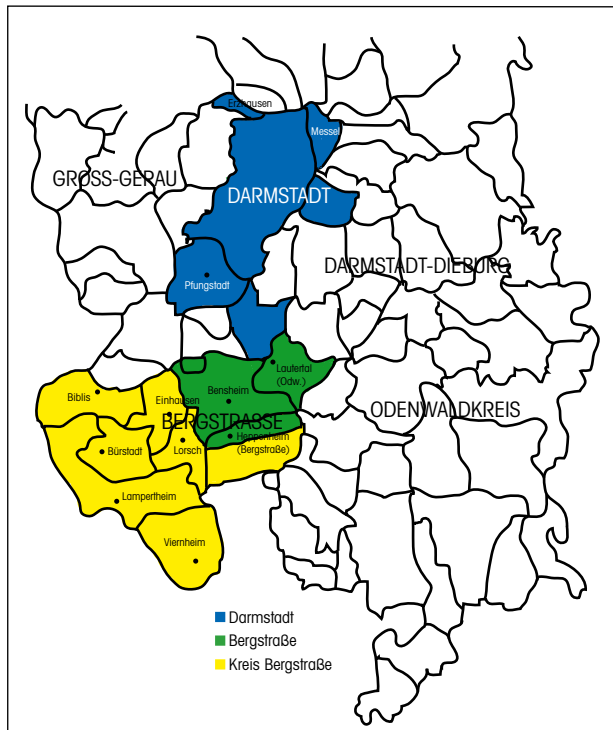 Erzhausen
Messel
GROSS-GERAU
DARMSTADT
DARMSTADT-DIEBURG
Pfungstadt
Lautertal
(Odw.)
Biblis
Bensheim
Einhausen
ODENWALDKREIS
BERGSTRASSE
Heppenheim
(Bergstraße)
Lorsch
Bürstadt
Lampertheim
Viernheim
Darmstadt
Bergstraße
Kreis Bergstraße